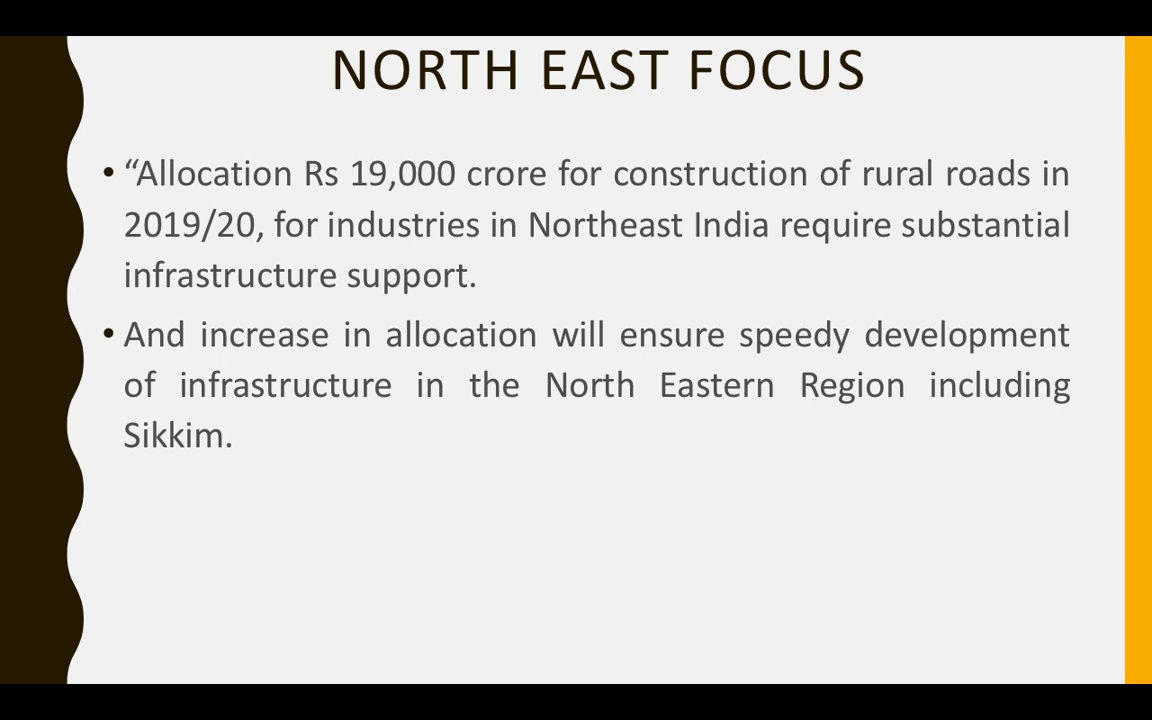 NORTH EAST FOCUS
• “Allocation Rs 19,000 crore for construction of rural roads in
2019/20, for industries in Northeast India require substantial
infrastructure support.
• And increase in allocation will ensure speedy development
of infrastructure in the North Eastern Region including
Sikkim.